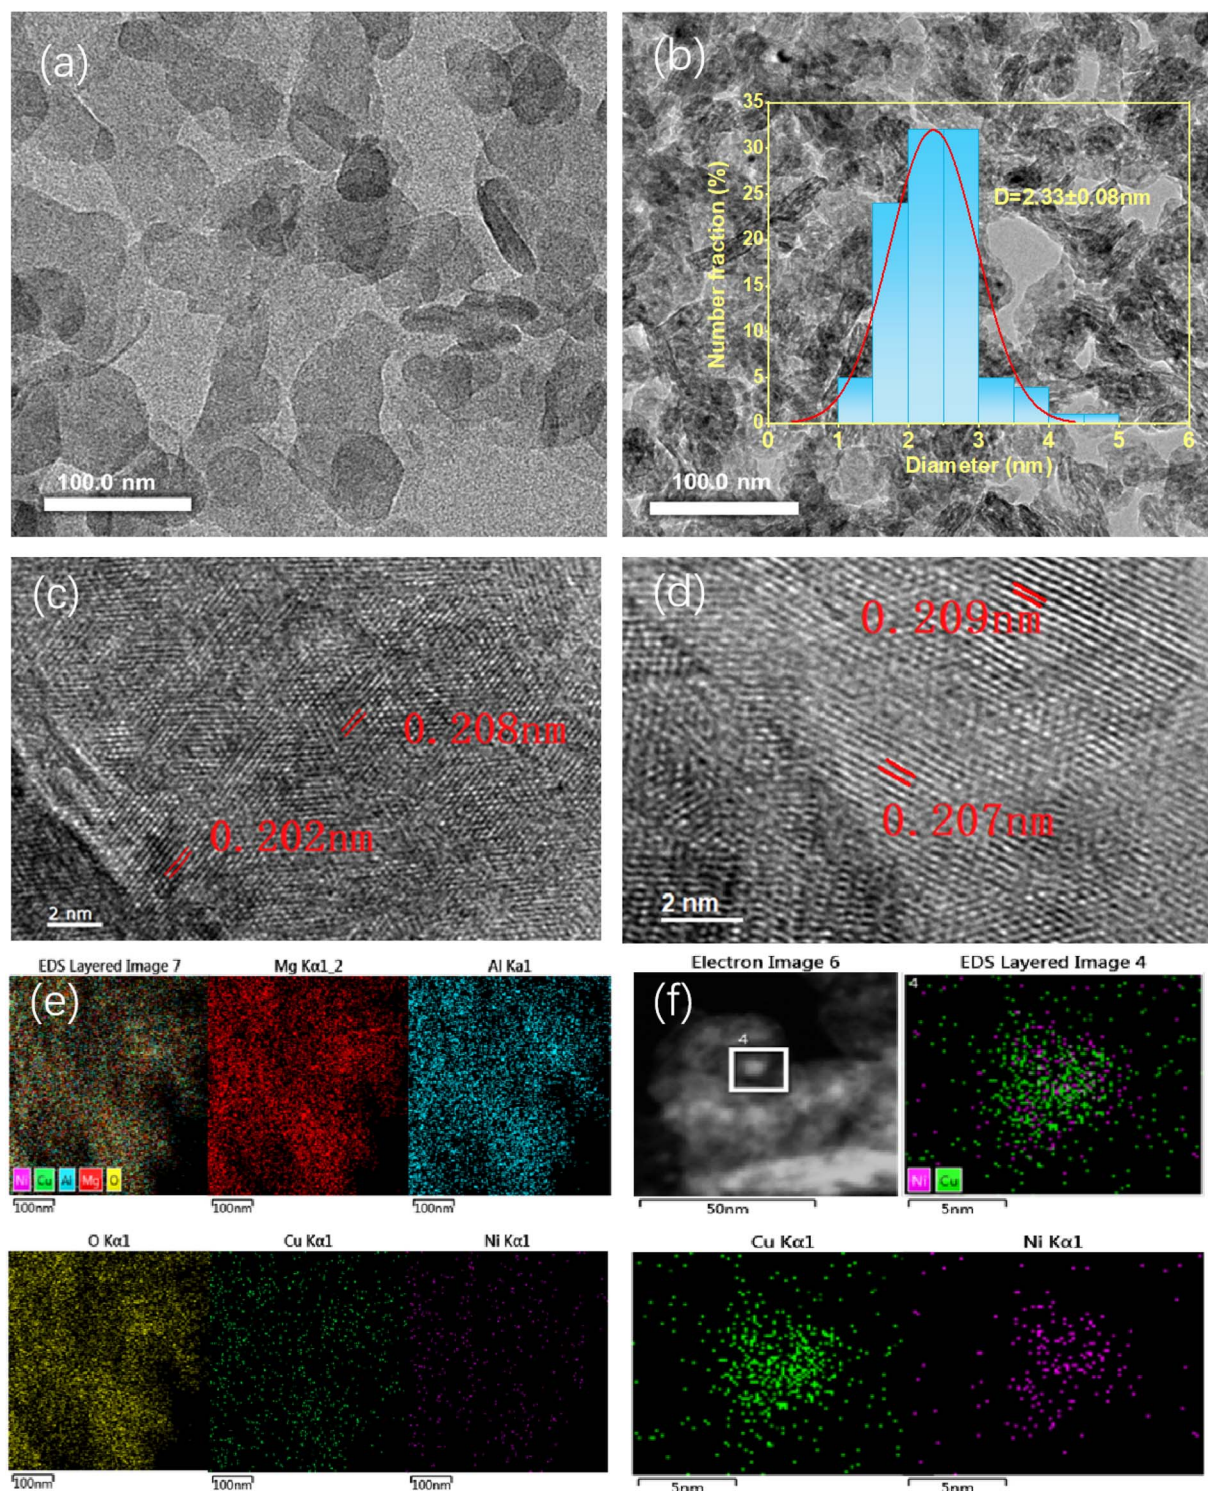 (a)
100.0 nm
(b)
Number fraction (%)
35
30
25
20
15
10
5
0
0 1 2 3 4 5 6
Diameter (nm)
D=2.33±0.08nm
100.0 nm
(c)
0.208nm
0.202nm
2 nm
(d)
0.209nm
0.207nm
2 nm
(e)
EDS Layered Image 7
Ni Cu Al Mg O
100nm
Mg Kα1_2
100nm
Al Ka1
100nm
O Kα1
100nm
Cu Kα1
100nm
Ni Kα1
100nm
(f)
Electron Image 6
4
50nm
EDS Layered Image 4
4
Ni Cu
5nm
Cu Kα1
5nm
Ni Kα1
5nm